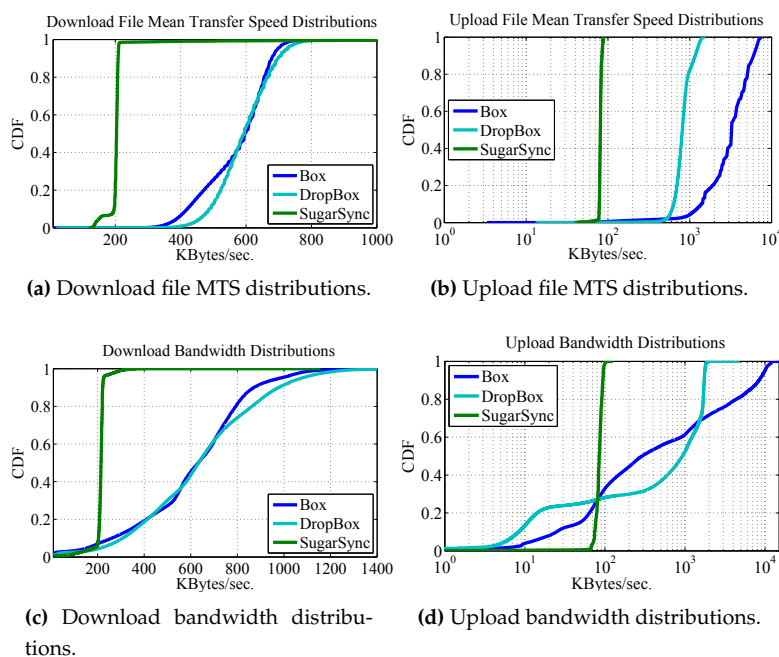 Download File Mean Transfer Speed Distributions
1
0.8
0.6
0.4
0.2
0
CDF
200 400 600 800 1000
KBytes/sec.
Box
DropBox
SugarSync
(a) Download file MTS distributions.
Upload File Mean Transfer Speed Distributions
1
0.8
0.6
0.4
0.2
0
CDF
10^0 10^1 10^2 10^3 10^4
KBytes/sec.
Box
DropBox
SugarSync
(b) Upload file MTS distributions.
Download Bandwidth Distributions
1
0.8
0.6
0.4
0.2
0
CDF
200 400 600 800 1000 1200 1400
KBytes/sec.
Box
DropBox
SugarSync
(c) Download bandwidth distribu-
tions.
Upload Bandwidth Distributions
1
0.8
0.6
0.4
0.2
0
CDF
10^0 10^1 10^2 10^3 10^4
KBytes/sec.
Box
DropBox
SugarSync
(d) Upload bandwidth distributions.